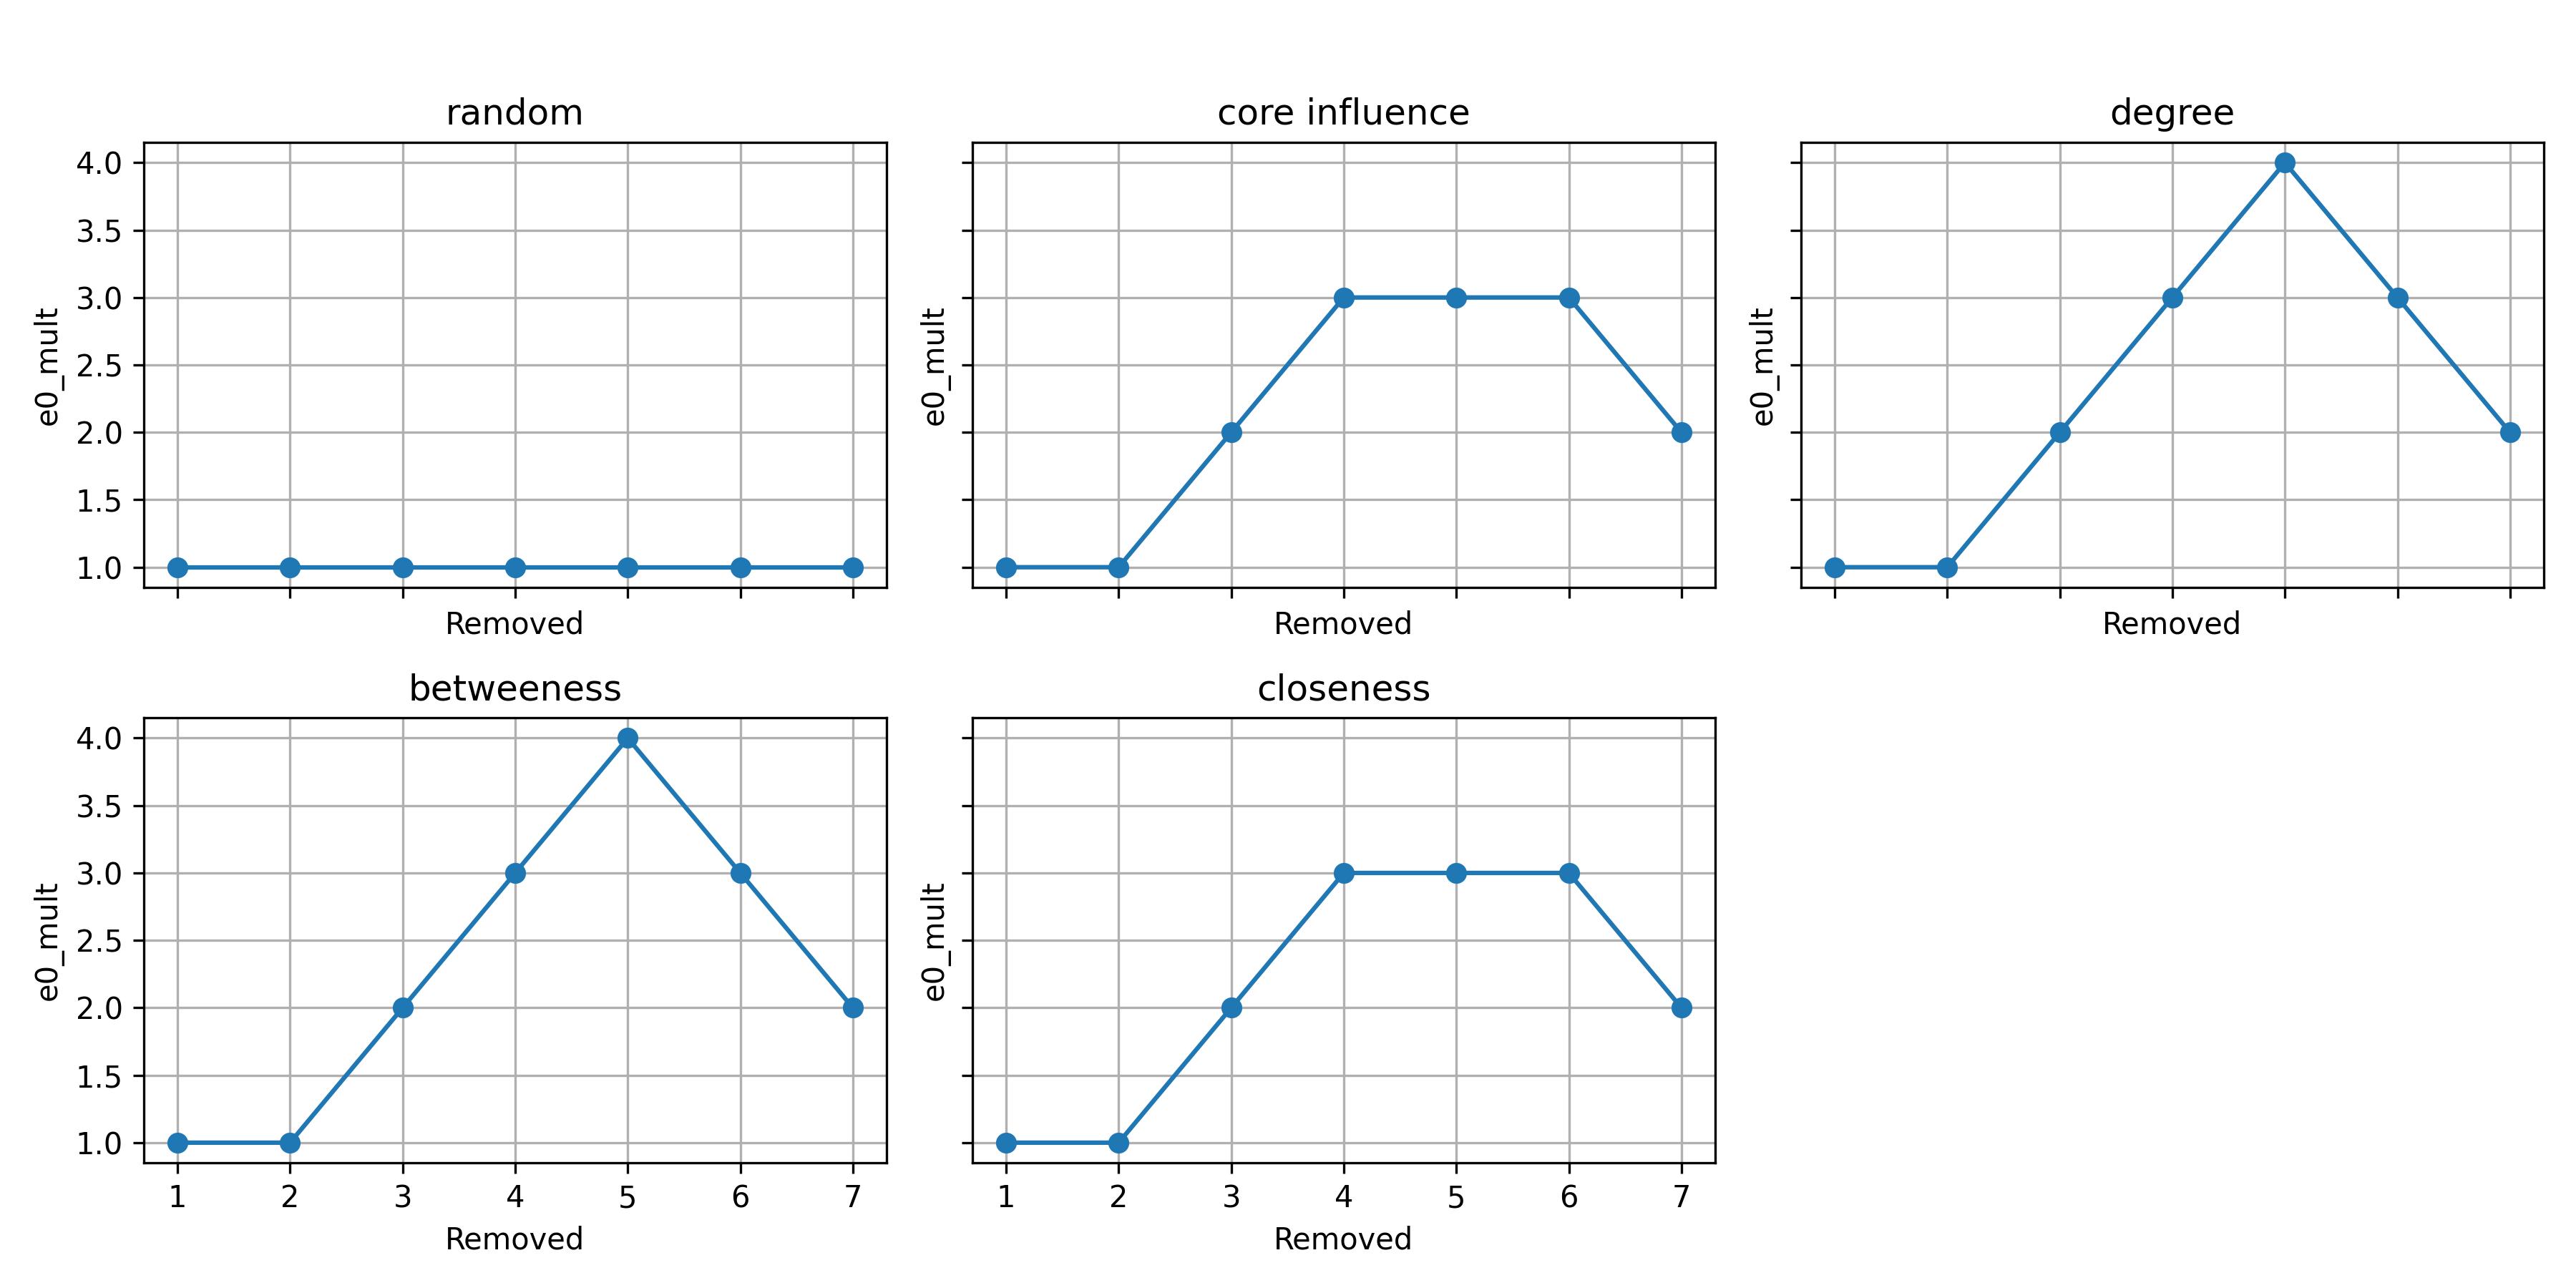 random
4.0
3.5
3.0
2.5
2.0
1.5
1.0
e0_mult
Removed
core influence
e0_mult
Removed
degree
e0_mult
Removed
betweeness
4.0
3.5
3.0
2.5
2.0
1.5
1.0
e0_mult
1 2 3 4 5 6 7
Removed
closeness
e0_mult
1 2 3 4 5 6 7
Removed